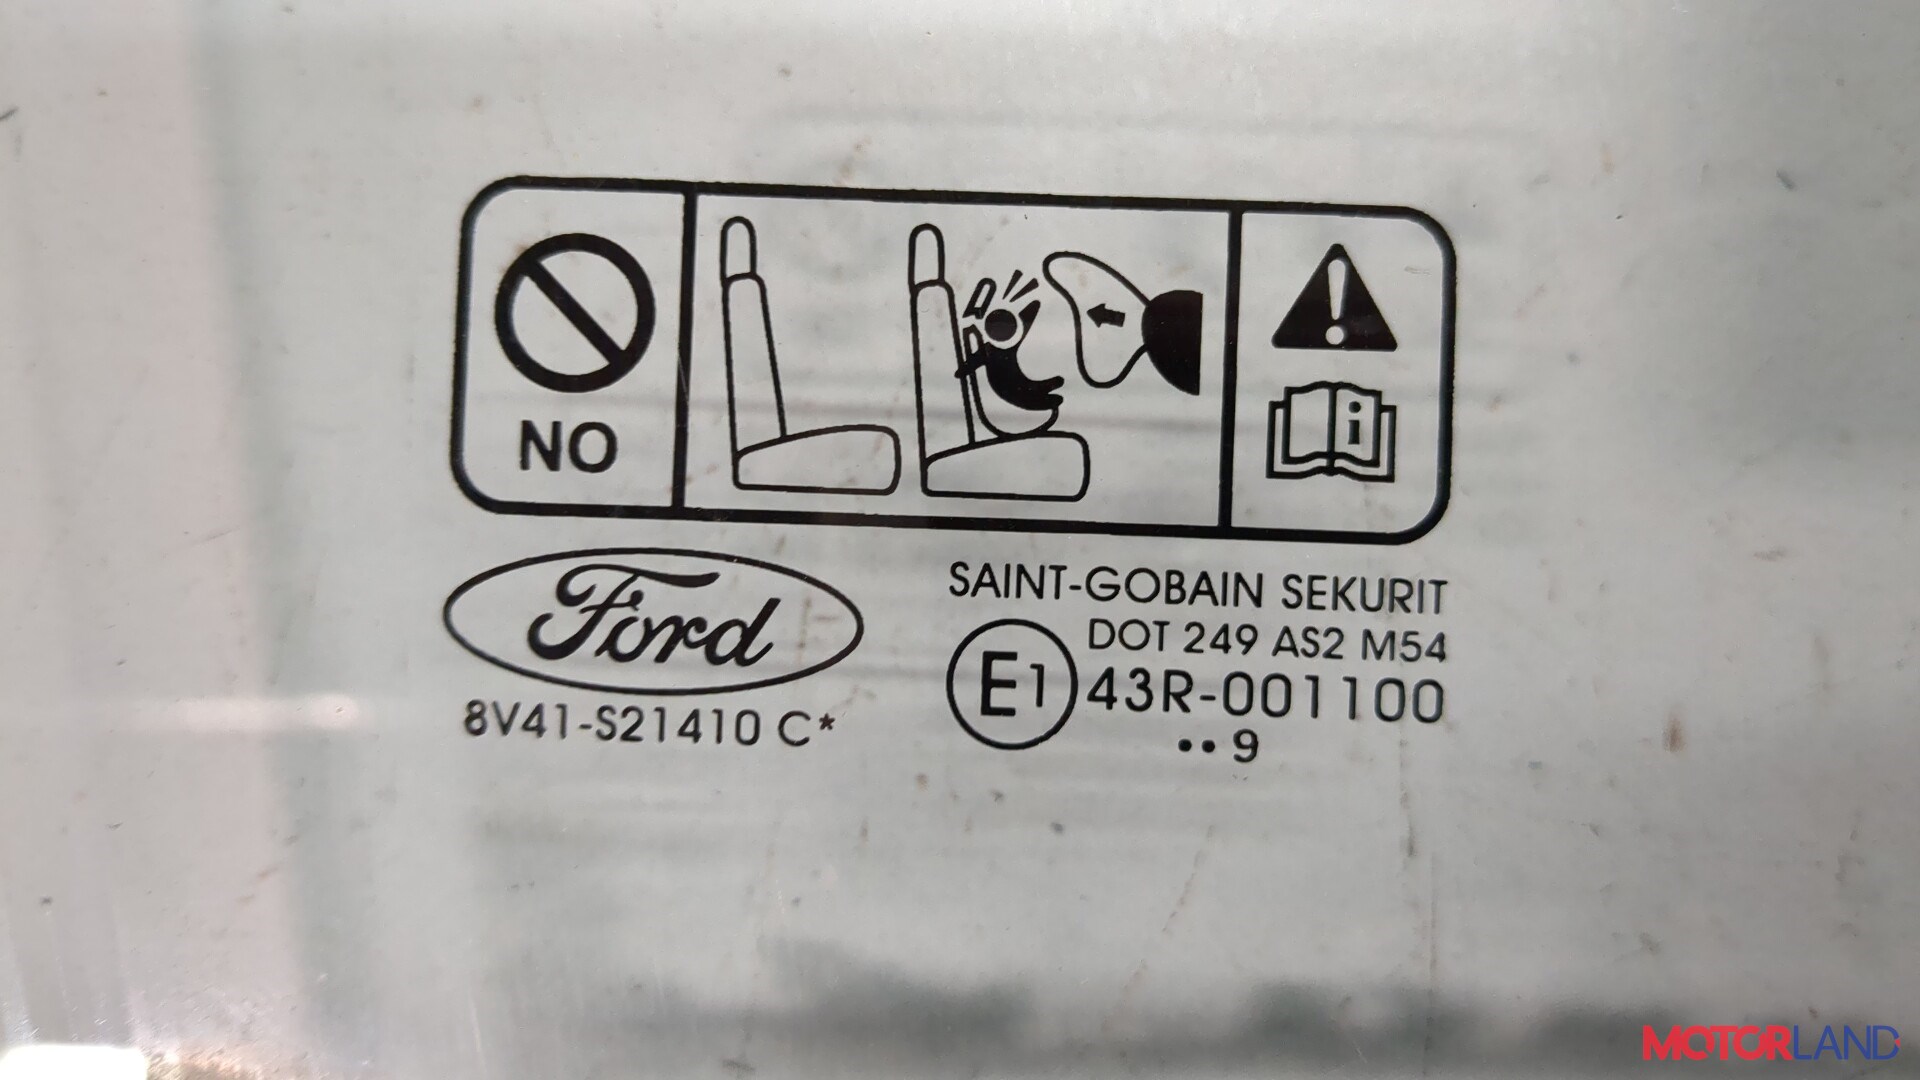 NO
i
Ford
8V41-S21410 C*
SAINT-GOBAIN SEKURIT
DOT 249 AS2 M54
E1 43R-001100
•• 9
MOTORLAND